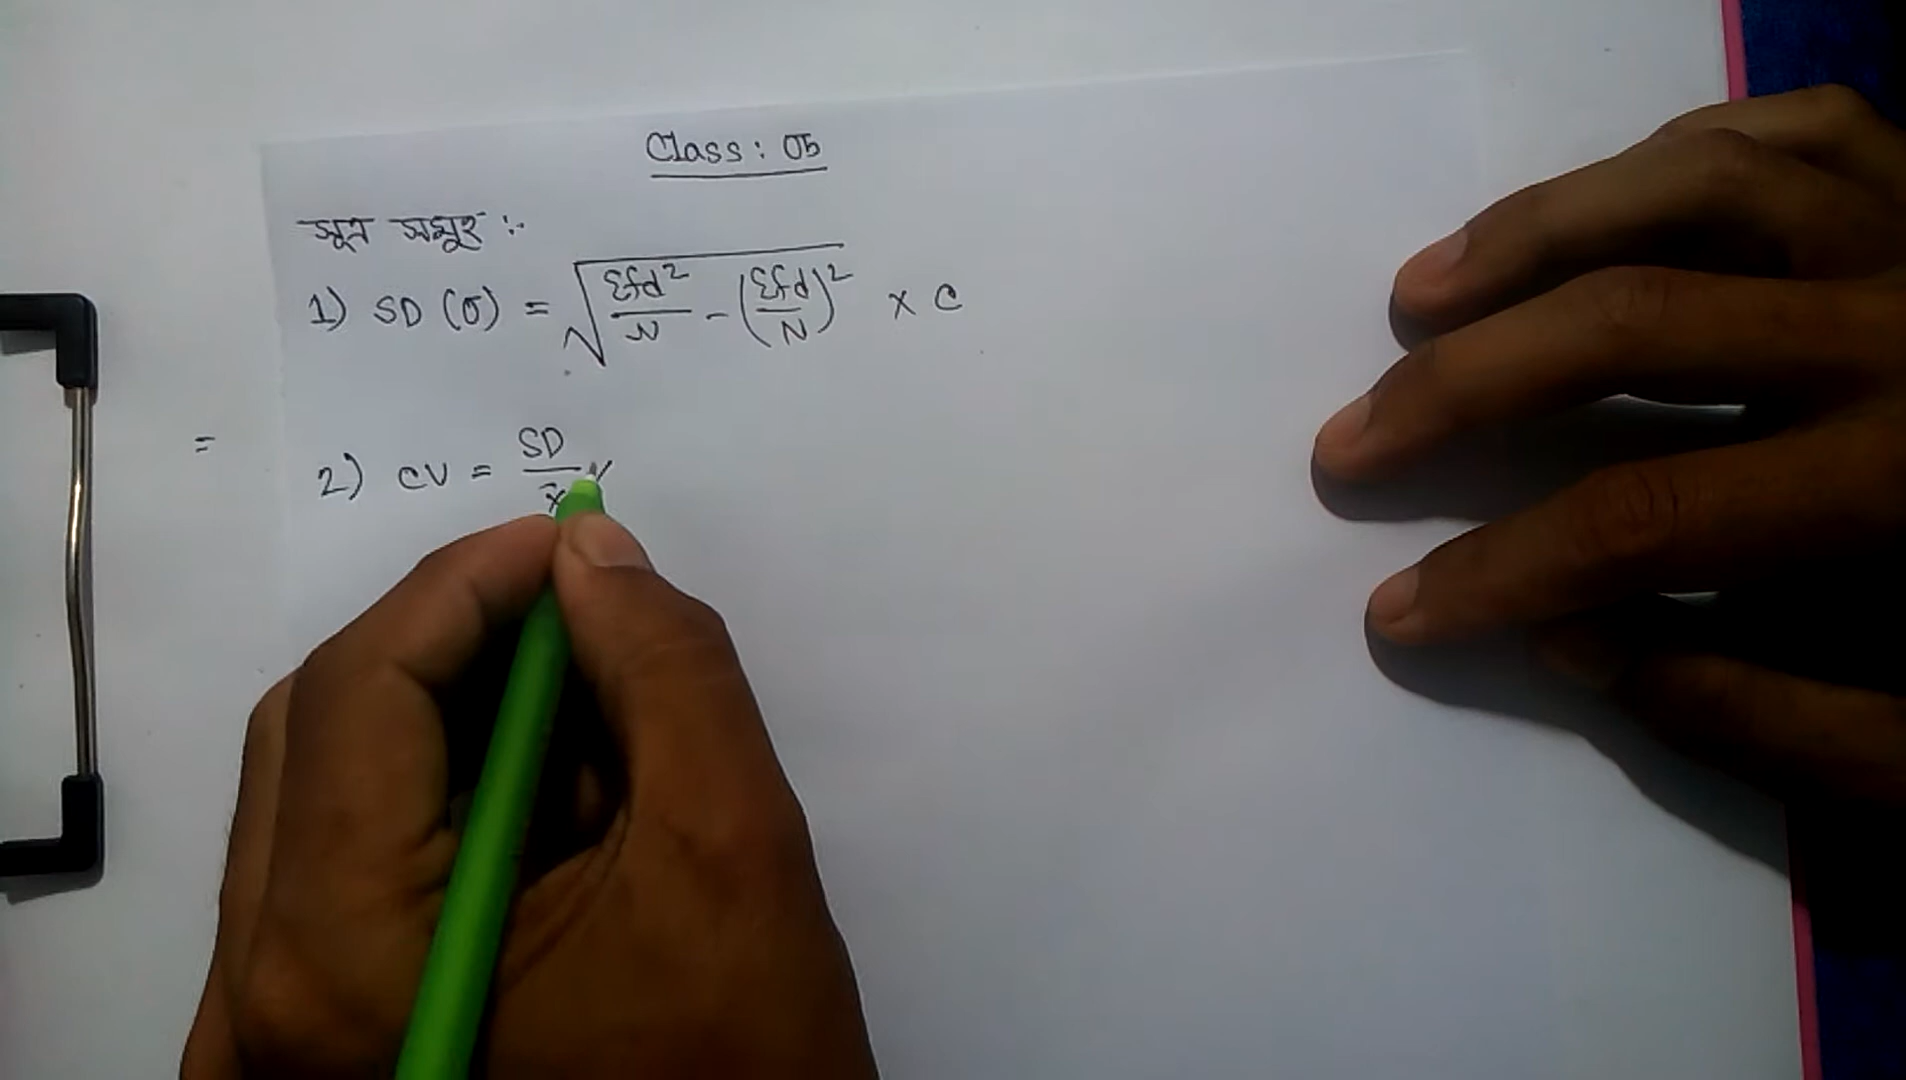 Class: 05
সূত্র সমূহ :-
1) SD (σ) = √(Σfd²/N - (Σfd/N)²) × C
=
2) CV = SD/x̄ ×